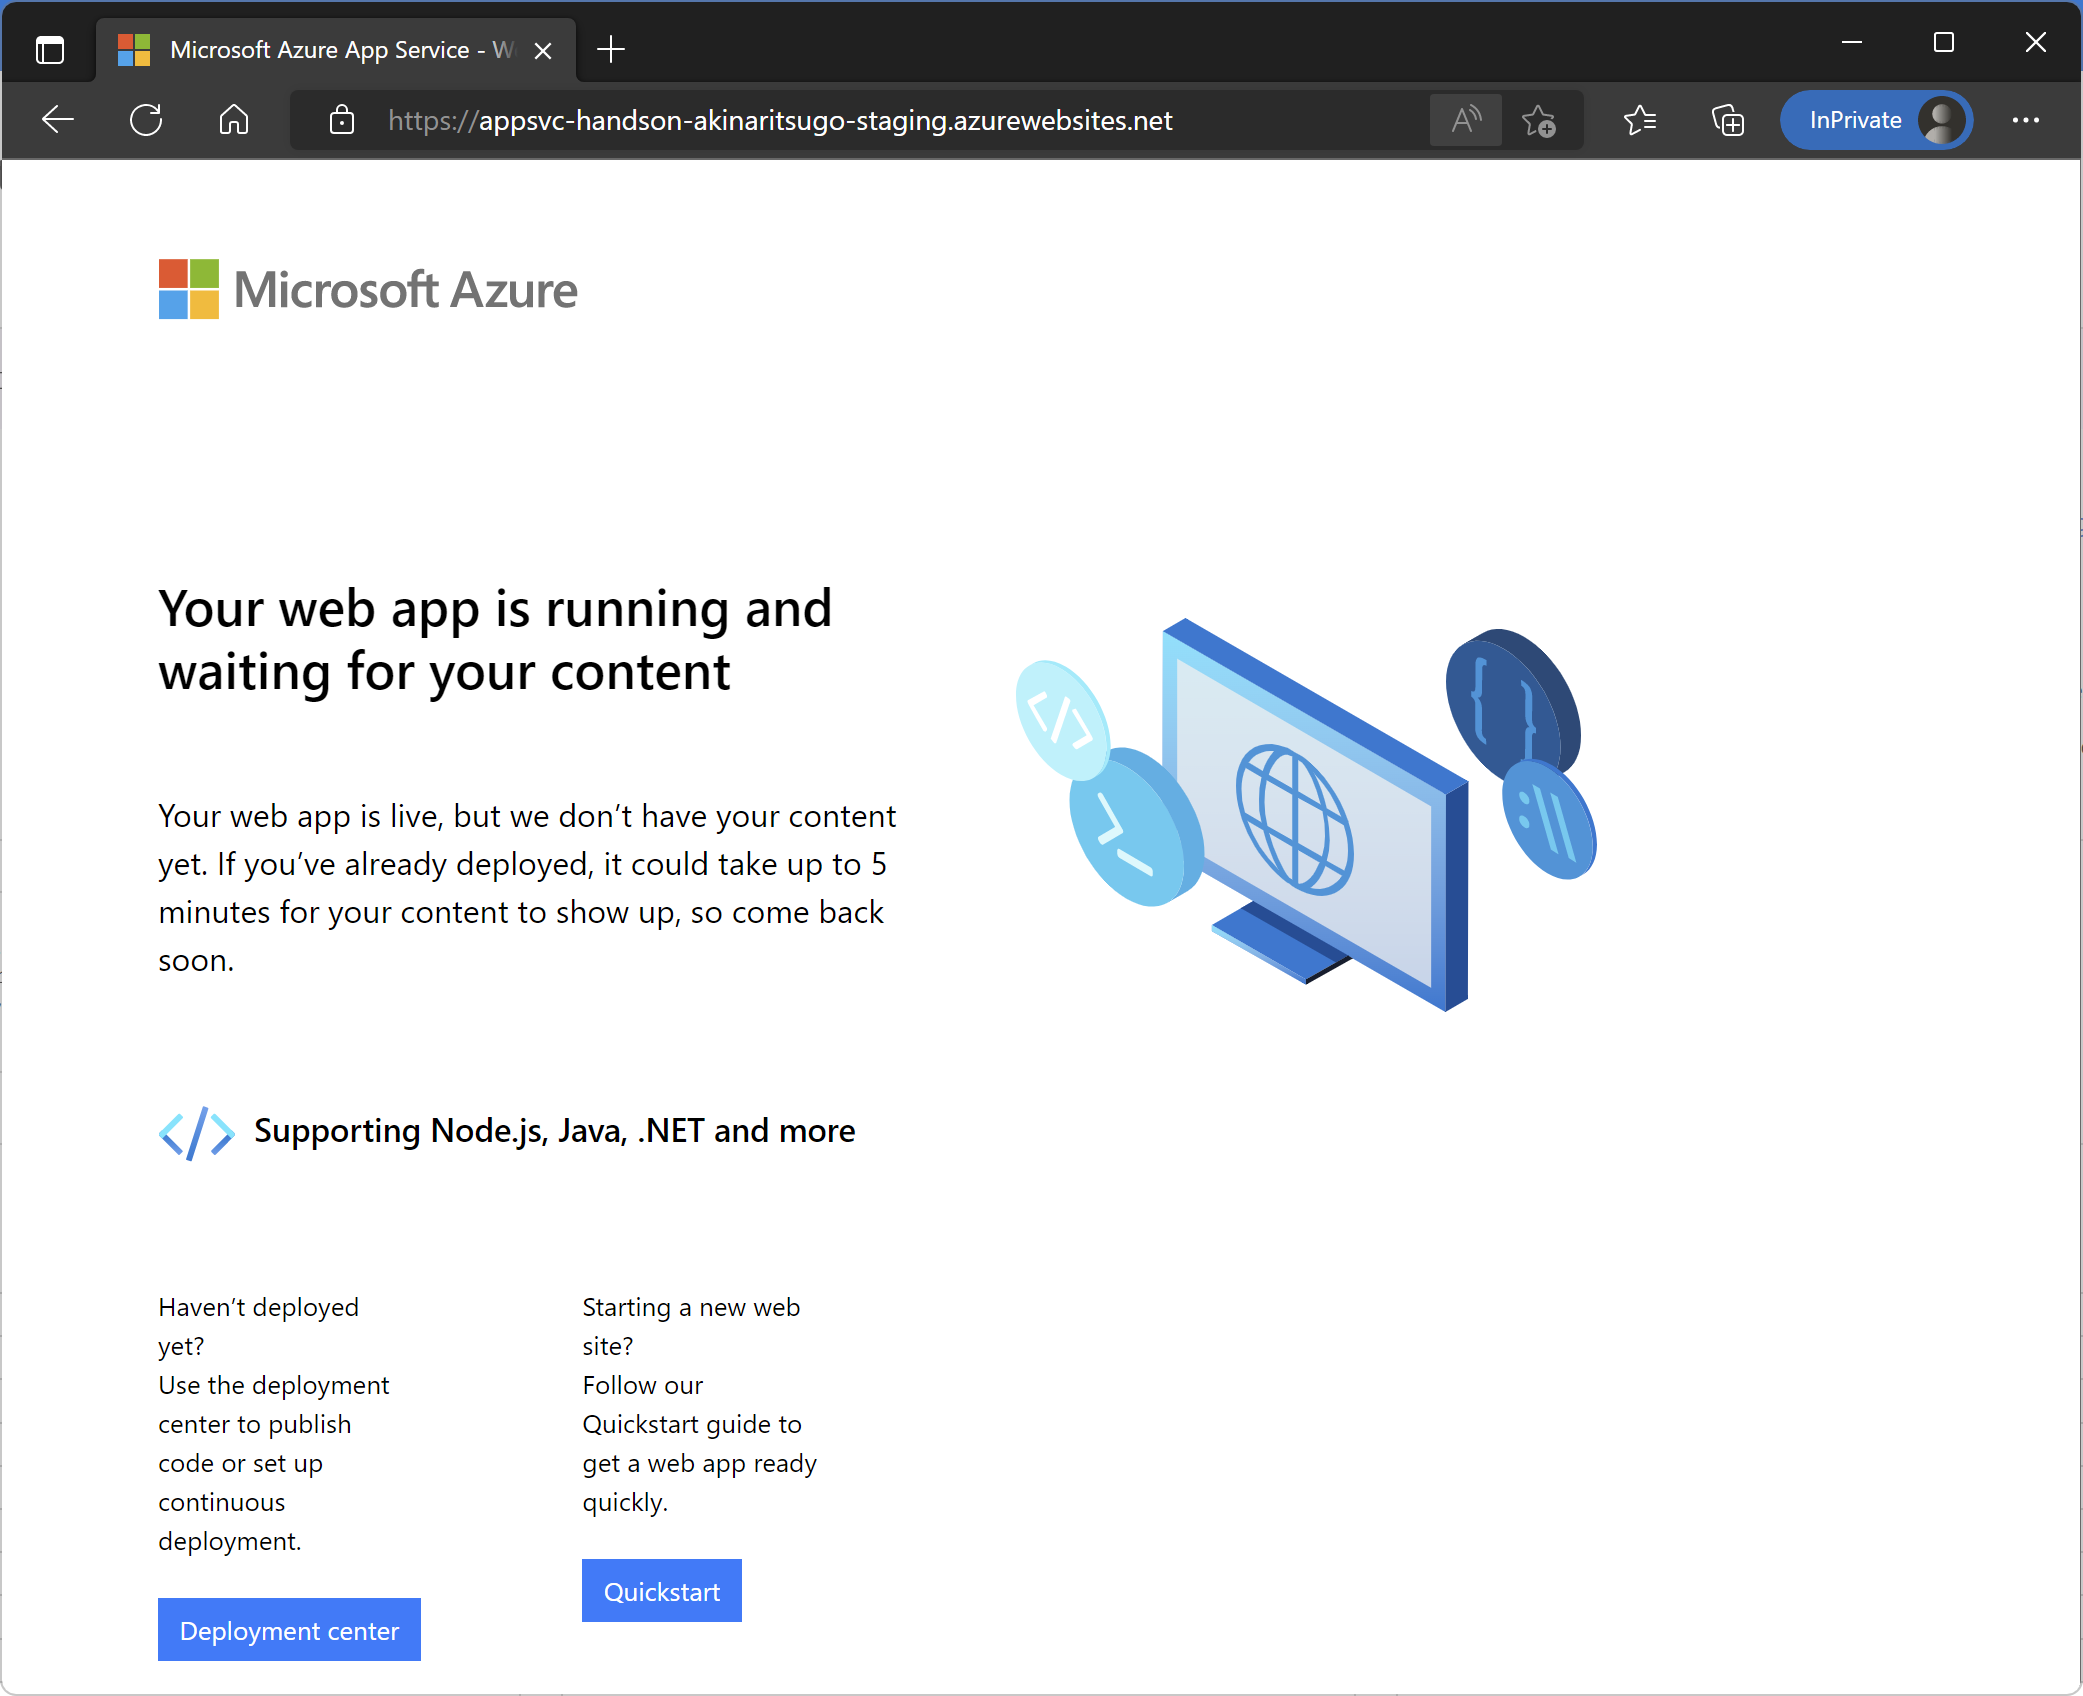 Microsoft Azure App Service - W
https://appsvc-handson-akinaritsugo-staging.azurewebsites.net
InPrivate
Microsoft Azure
Your web app is running and
waiting for your content
Your web app is live, but we don’t have your content
yet. If you’ve already deployed, it could take up to 5
minutes for your content to show up, so come back
soon.
Supporting Node.js, Java, .NET and more
Haven’t deployed
yet?
Use the deployment
center to publish
code or set up
continuous
deployment.
Deployment center
Starting a new web
site?
Follow our
Quickstart guide to
get a web app ready
quickly.
Quickstart